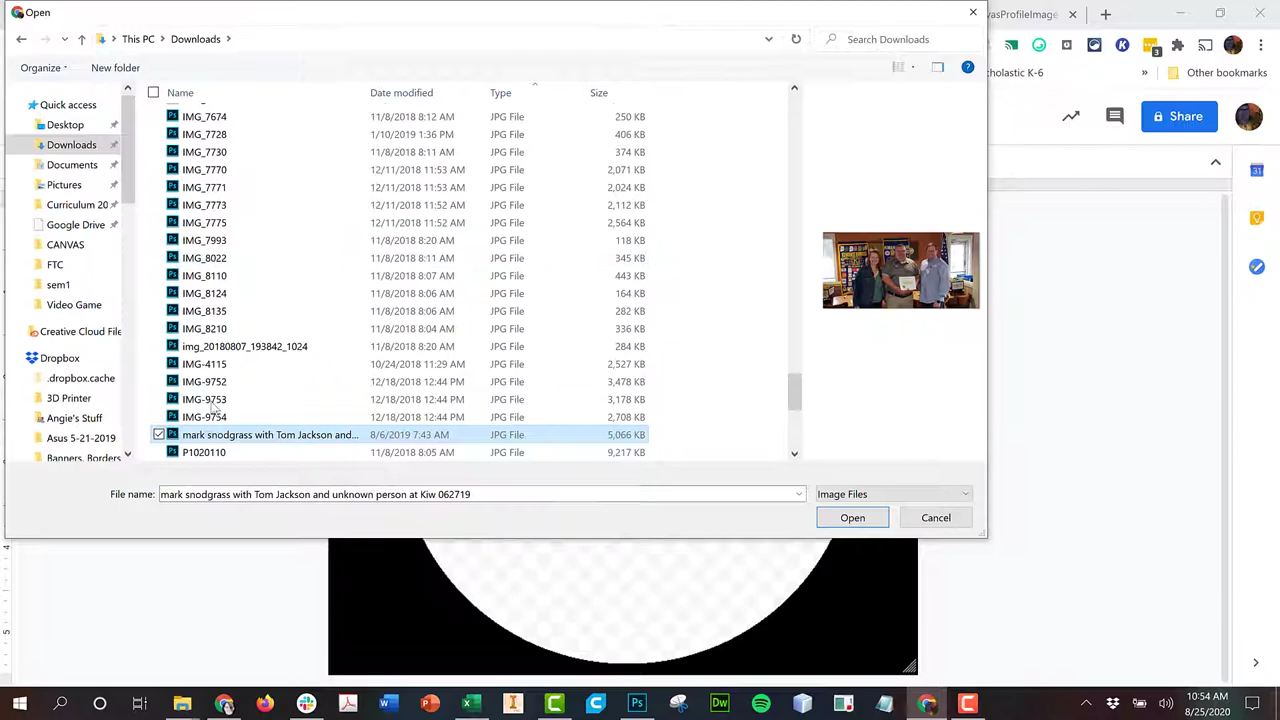 Open
vasProfileImage
This PC > Downloads >
Search Downloads
Scholastic K-6
Other bookmarks
Organize
New folder
Share
Name Date modified Type Size
Quick access
Desktop
Downloads
Documents
Pictures
Curriculum 20
Google Drive
CANVAS
FTC
sem1
Video Game
Creative Cloud File
Dropbox
.dropbox.cache
3D Printer
Angie's Stuff
Asus 5-21-2019
Banners, Borders
IMG_7674 11/8/2018 8:12 AM JPG File 250 KB
IMG_7728 1/10/2019 1:36 PM JPG File 406 KB
IMG_7730 11/8/2018 8:11 AM JPG File 374 KB
IMG_7770 12/11/2018 11:53 AM JPG File 2,071 KB
IMG_7771 12/11/2018 11:53 AM JPG File 2,024 KB
IMG_7773 12/11/2018 11:52 AM JPG File 2,112 KB
IMG_7775 12/11/2018 11:52 AM JPG File 2,564 KB
IMG_7993 11/8/2018 8:20 AM JPG File 118 KB
IMG_8022 11/8/2018 8:11 AM JPG File 345 KB
IMG_8110 11/8/2018 8:07 AM JPG File 443 KB
IMG_8124 11/8/2018 8:06 AM JPG File 164 KB
IMG_8135 11/8/2018 8:06 AM JPG File 282 KB
IMG_8210 11/8/2018 8:04 AM JPG File 336 KB
img_20180807_193842_1024 11/8/2018 8:20 AM JPG File 284 KB
IMG-4115 10/24/2018 11:29 AM JPG File 2,527 KB
IMG-9752 12/18/2018 12:44 PM JPG File 3,478 KB
IMG-9753 12/18/2018 12:44 PM JPG File 3,178 KB
IMG-9754 12/18/2018 12:44 PM JPG File 2,708 KB
mark snodgrass with Tom Jackson and... 8/6/2019 7:43 AM JPG File 5,066 KB
P1020110 11/8/2018 8:05 AM JPG File 9,217 KB
File name: mark snodgrass with Tom Jackson and unknown person at Kiw 062719
Image Files
Open
Cancel
10:54 AM
8/25/2020